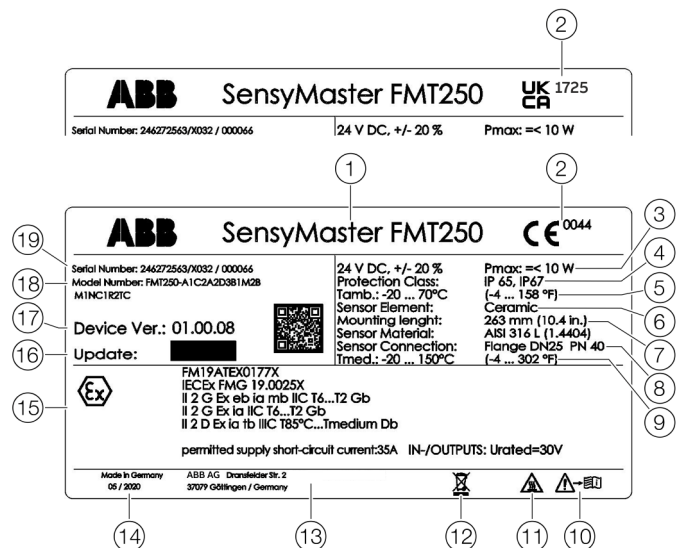 2
ABB SensyMaster FMT250 UK CA 1725
Serial Number: 246272563/X032 / 000066 24 V DC, +/- 20 % Pmax: =< 10 W
1 2
ABB SensyMaster FMT250 CE 0044
3
4
5
6
7
8
9
19
18
17
16
15
Serial Number: 246272563/X032 / 000066
Model Number: FMT250-A1C2A2D3B1M2B
M1NC1R2TC
Device Ver.: 01.00.08
Update:
24 V DC, +/- 20 % Pmax: =< 10 W
Protection Class: IP 65, IP67
Tamb.: -20 ... 70°C (-4 ... 158 °F)
Sensor Element: Ceramic
Mounting lenght: 263 mm (10.4 in.)
Sensor Material: AISI 316 L (1.4404)
Sensor Connection: Flange DN25 PN 40
Tmed.: -20 ... 150°C (-4 ... 302 °F)
Ex
FM19ATEX0177X
IECEx FMG 19.0025X
II 2 G Ex eb ia mb IIC T6...T2 Gb
II 2 G Ex ia IIC T6...T2 Gb
II 2 D Ex ia tb IIIC T85°C...Tmedium Db
permitted supply short-circuit current:35A IN-/OUTPUTS: Urated=30V
Made in Germany
05 / 2020
ABB AG Dransfelder Str. 2
37079 Göttingen / Germany
14 13 12 11 10